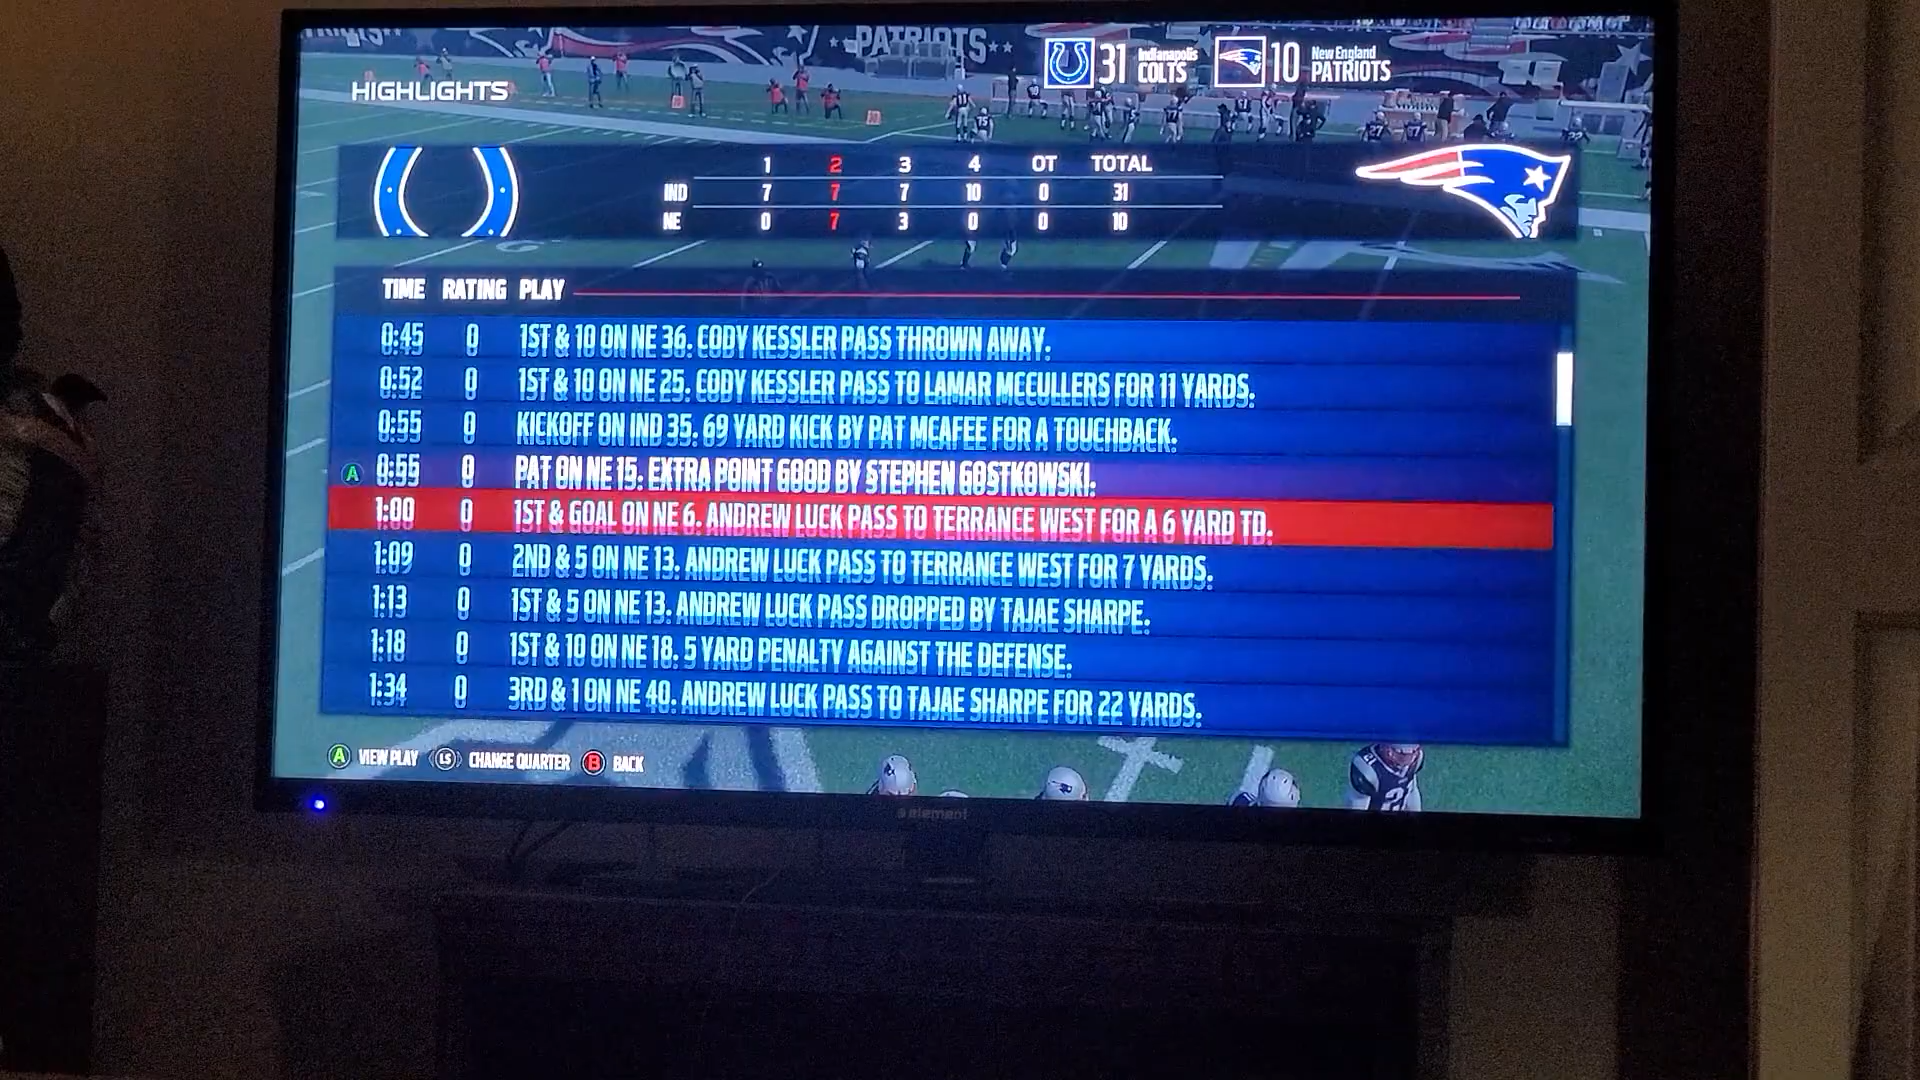 PATRIOTS
31 Indianapolis COLTS 10 New England PATRIOTS
HIGHLIGHTS
1 2 3 4 OT TOTAL
IND 7 7 7 10 0 31
NE 0 7 3 0 0 10
TIME RATING PLAY
0:45 0 1ST & 10 ON NE 36. CODY KESSLER PASS THROWN AWAY.
0:52 0 1ST & 10 ON NE 25. CODY KESSLER PASS TO LAMAR MCCULLERS FOR 11 YARDS.
0:55 0 KICKOFF ON IND 35. 69 YARD KICK BY PAT MCAFEE FOR A TOUCHBACK.
A 0:55 0 PAT ON NE 15. EXTRA POINT GOOD BY STEPHEN GOSTKOWSKI.
1:00 0 1ST & GOAL ON NE 6. ANDREW LUCK PASS TO TERRANCE WEST FOR A 6 YARD TD.
1:09 0 2ND & 5 ON NE 13. ANDREW LUCK PASS TO TERRANCE WEST FOR 7 YARDS.
1:13 0 1ST & 5 ON NE 13. ANDREW LUCK PASS DROPPED BY TAJAE SHARPE.
1:18 0 1ST & 10 ON NE 18. 5 YARD PENALTY AGAINST THE DEFENSE.
1:34 0 3RD & 1 ON NE 40. ANDREW LUCK PASS TO TAJAE SHARPE FOR 22 YARDS.
A VIEW PLAY LS CHANGE QUARTER B BACK
element